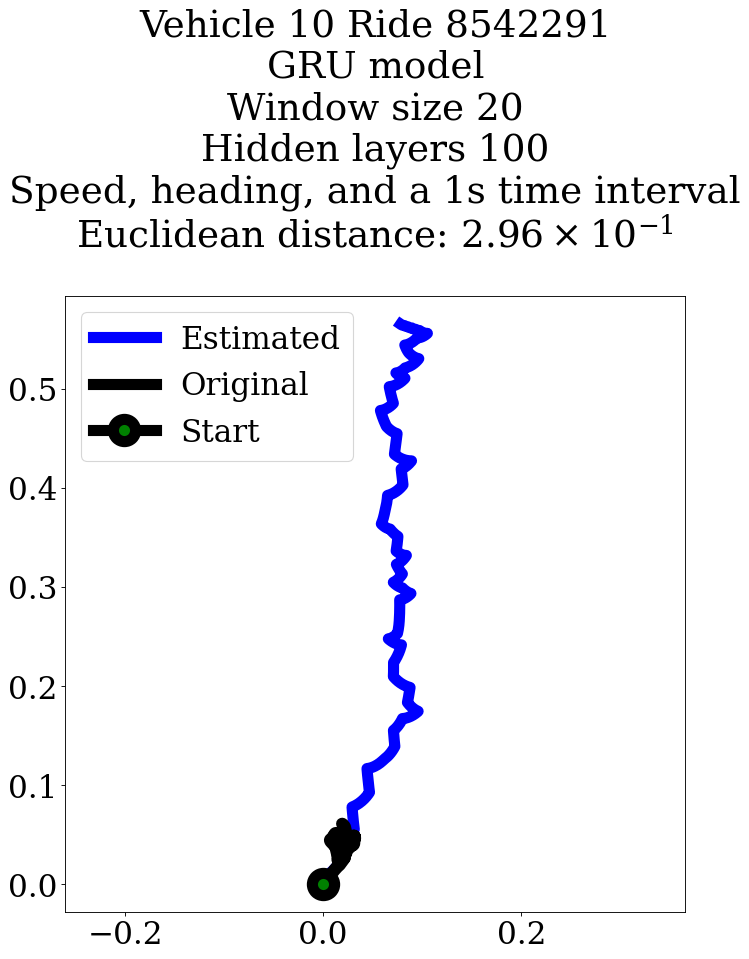 Vehicle 10 Ride 8542291
GRU model
Window size 20
Hidden layers 100
Speed, heading, and a 1s time interval
Euclidean distance: 2.96 × 10⁻¹
Estimated
Original
Start
0.5
0.4
0.3
0.2
0.1
0.0
−0.2 0.0 0.2